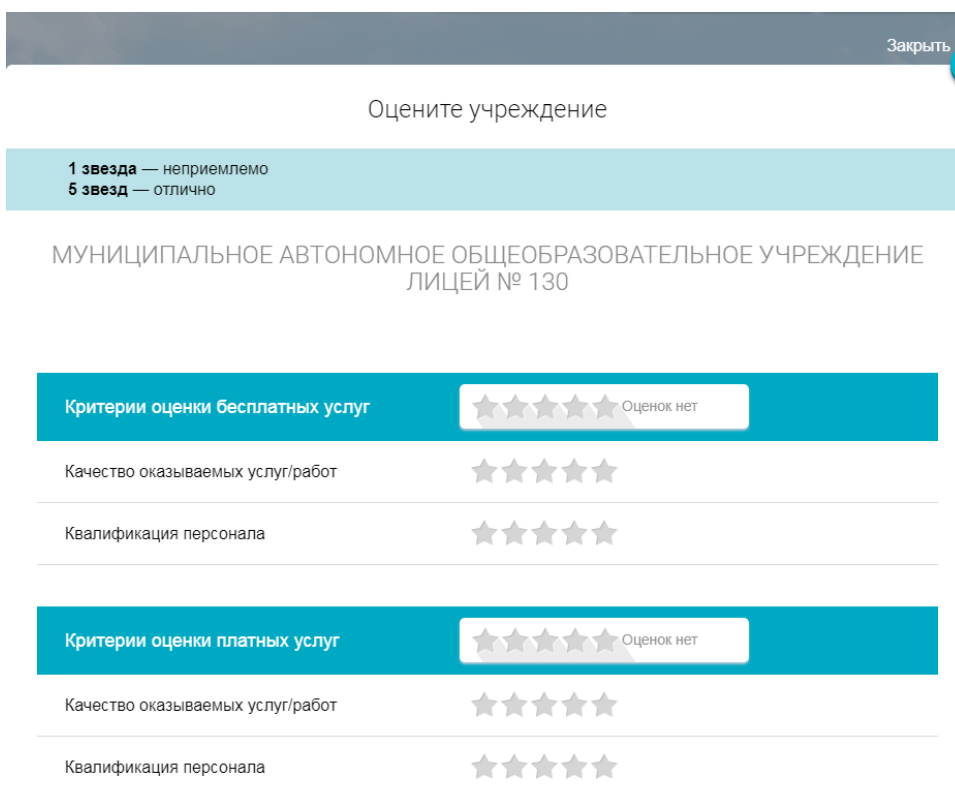 Закрыть
Оцените учреждение
1 звезда — неприемлемо
5 звезд — отлично
МУНИЦИПАЛЬНОЕ АВТОНОМНОЕ ОБЩЕОБРАЗОВАТЕЛЬНОЕ УЧРЕЖДЕНИЕ
ЛИЦЕЙ № 130
Критерии оценки бесплатных услуг Оценок нет
Качество оказываемых услуг/работ
Квалификация персонала
Критерии оценки платных услуг Оценок нет
Качество оказываемых услуг/работ
Квалификация персонала